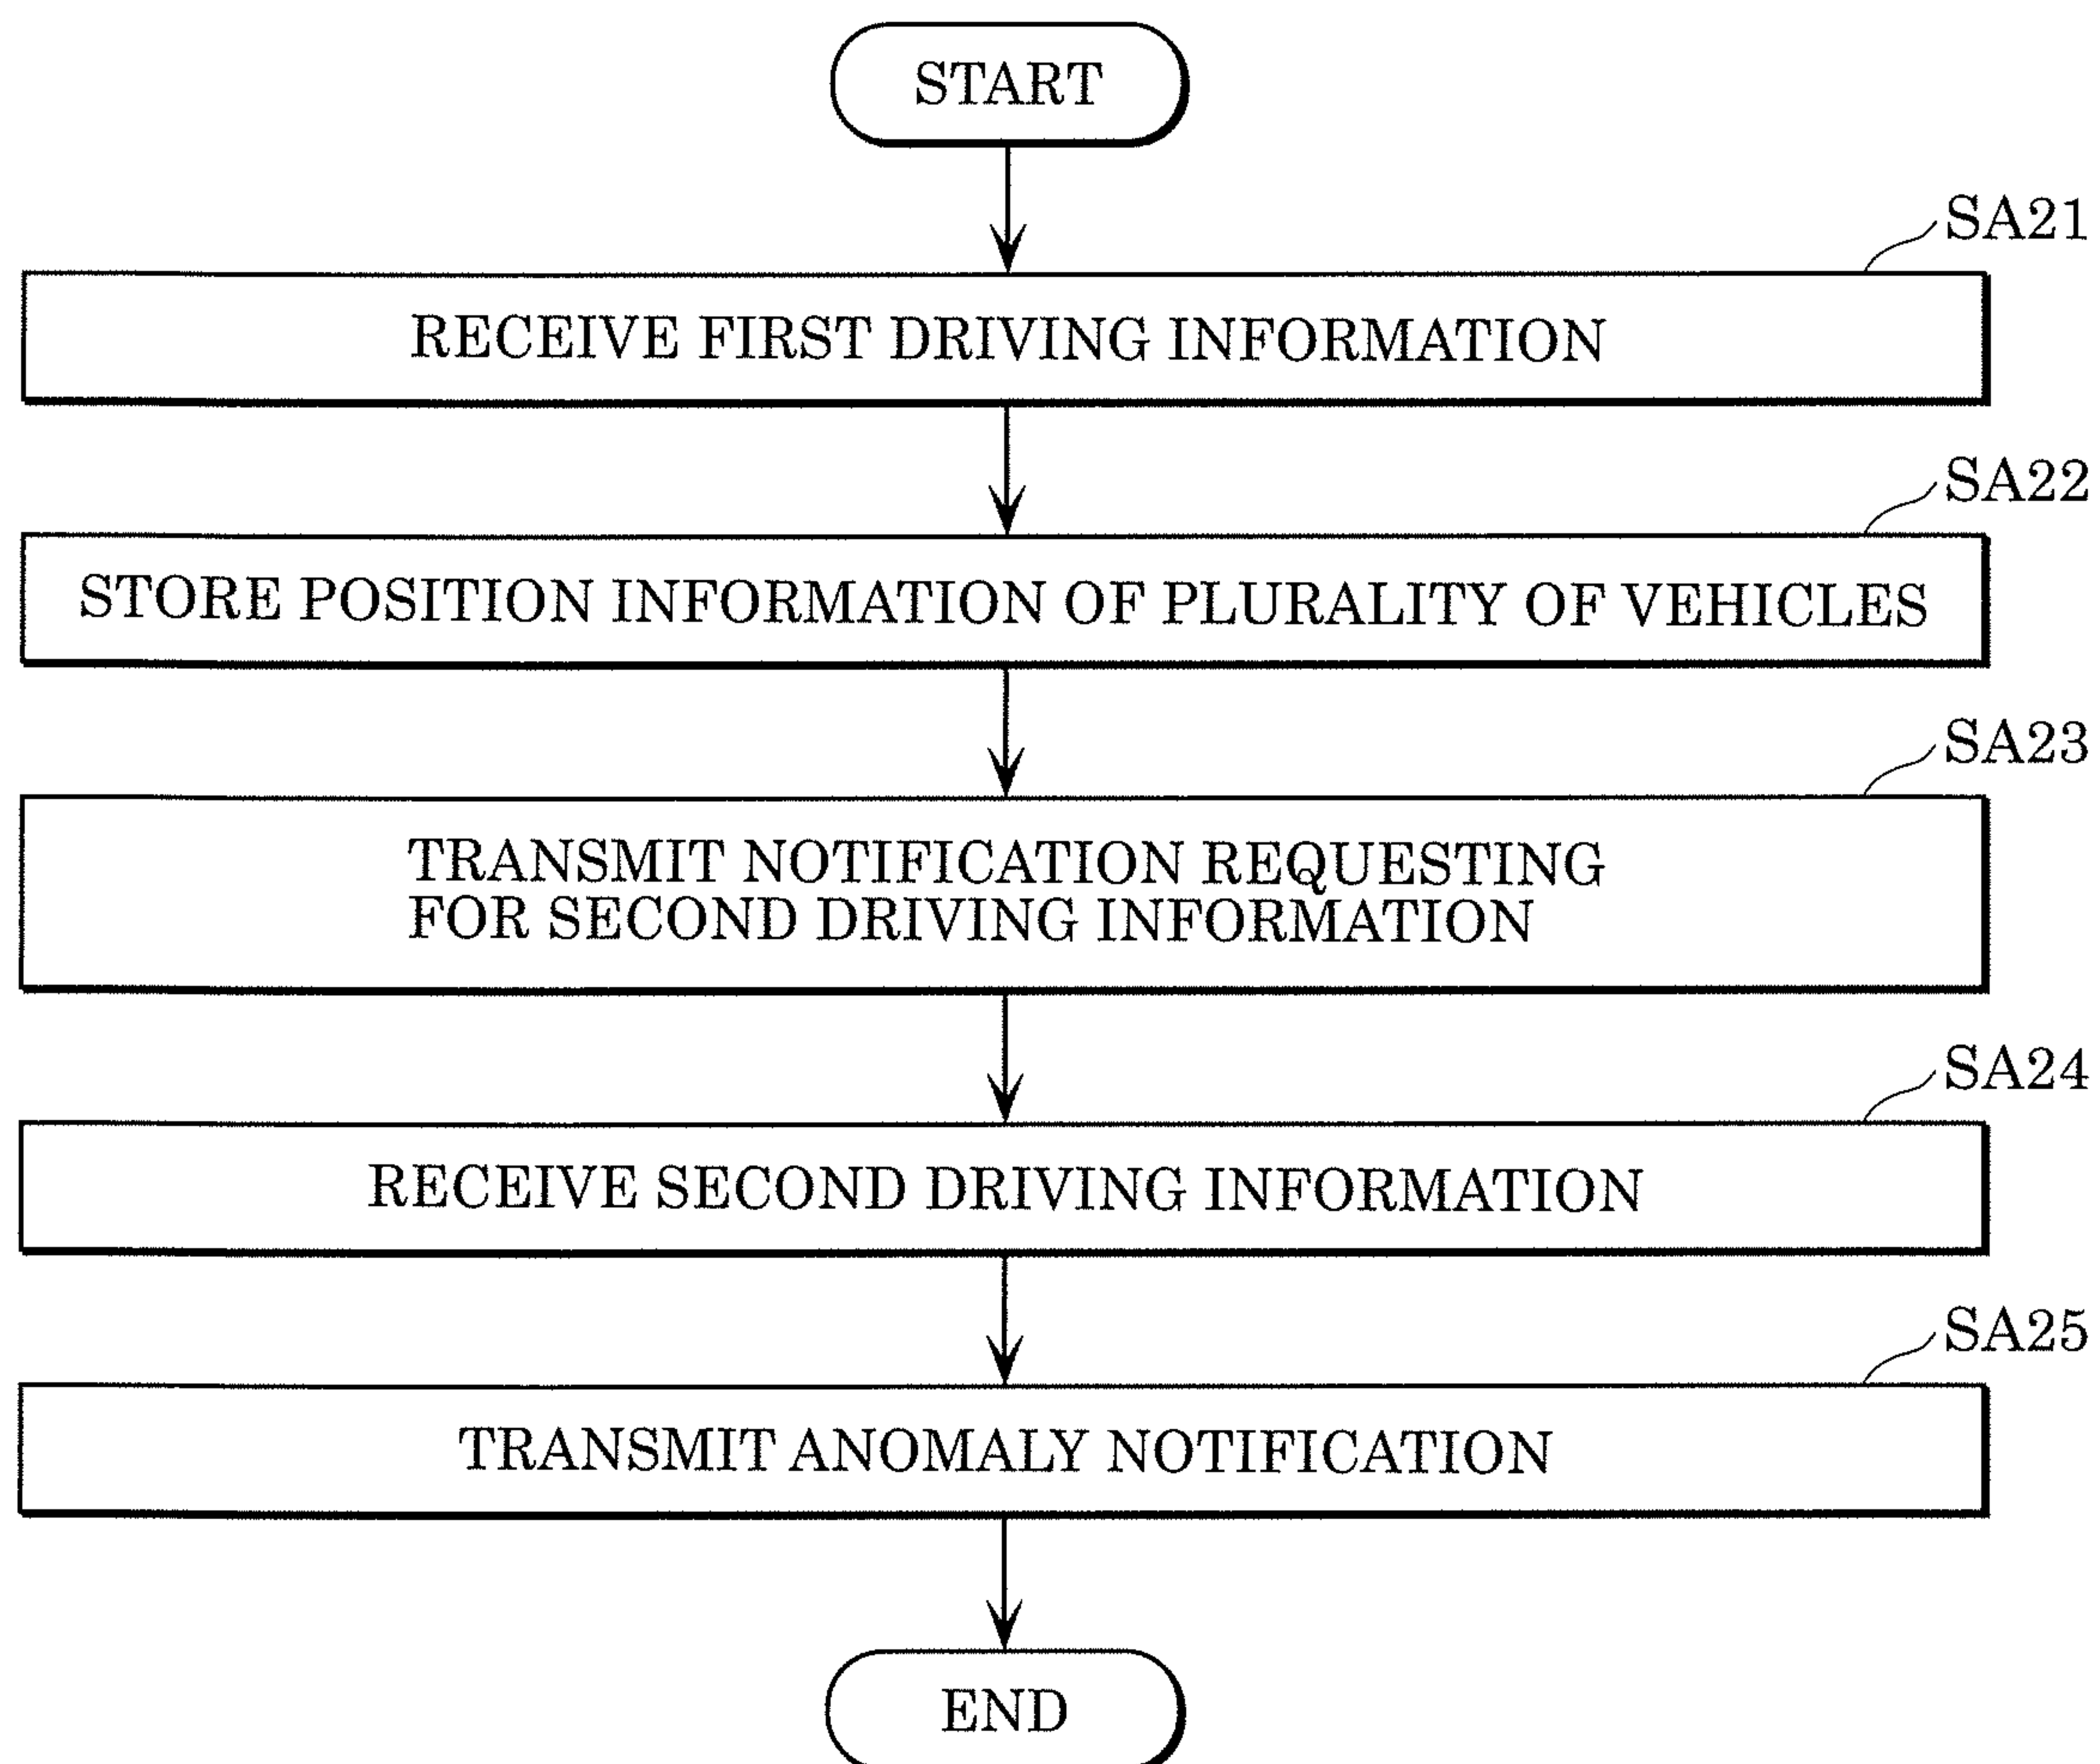 START
SA21
RECEIVE FIRST DRIVING INFORMATION
SA22
STORE POSITION INFORMATION OF PLURALITY OF VEHICLES
SA23
TRANSMIT NOTIFICATION REQUESTING
FOR SECOND DRIVING INFORMATION
SA24
RECEIVE SECOND DRIVING INFORMATION
SA25
TRANSMIT ANOMALY NOTIFICATION
END